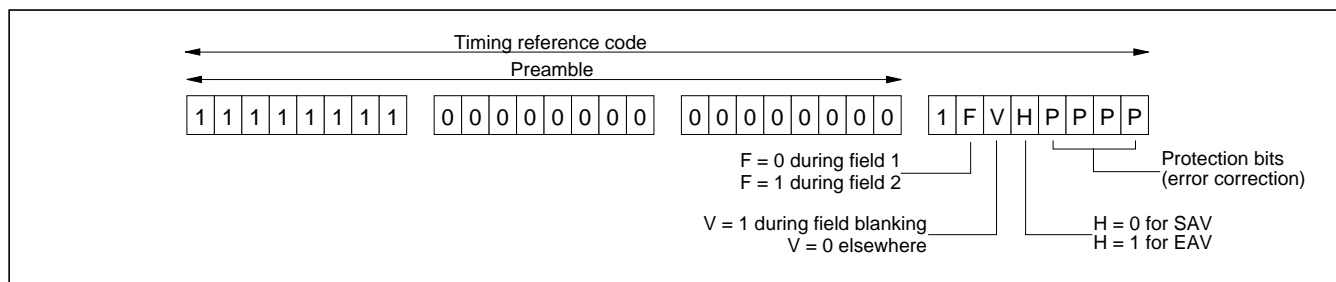 Timing reference code
Preamble
1 1 1 1 1 1 1 1 0 0 0 0 0 0 0 0 0 0 0 0 0 0 0 0 1 F V H P P P P
F = 0 during field 1
F = 1 during field 2
Protection bits
(error correction)
V = 1 during field blanking
V = 0 elsewhere
H = 0 for SAV
H = 1 for EAV